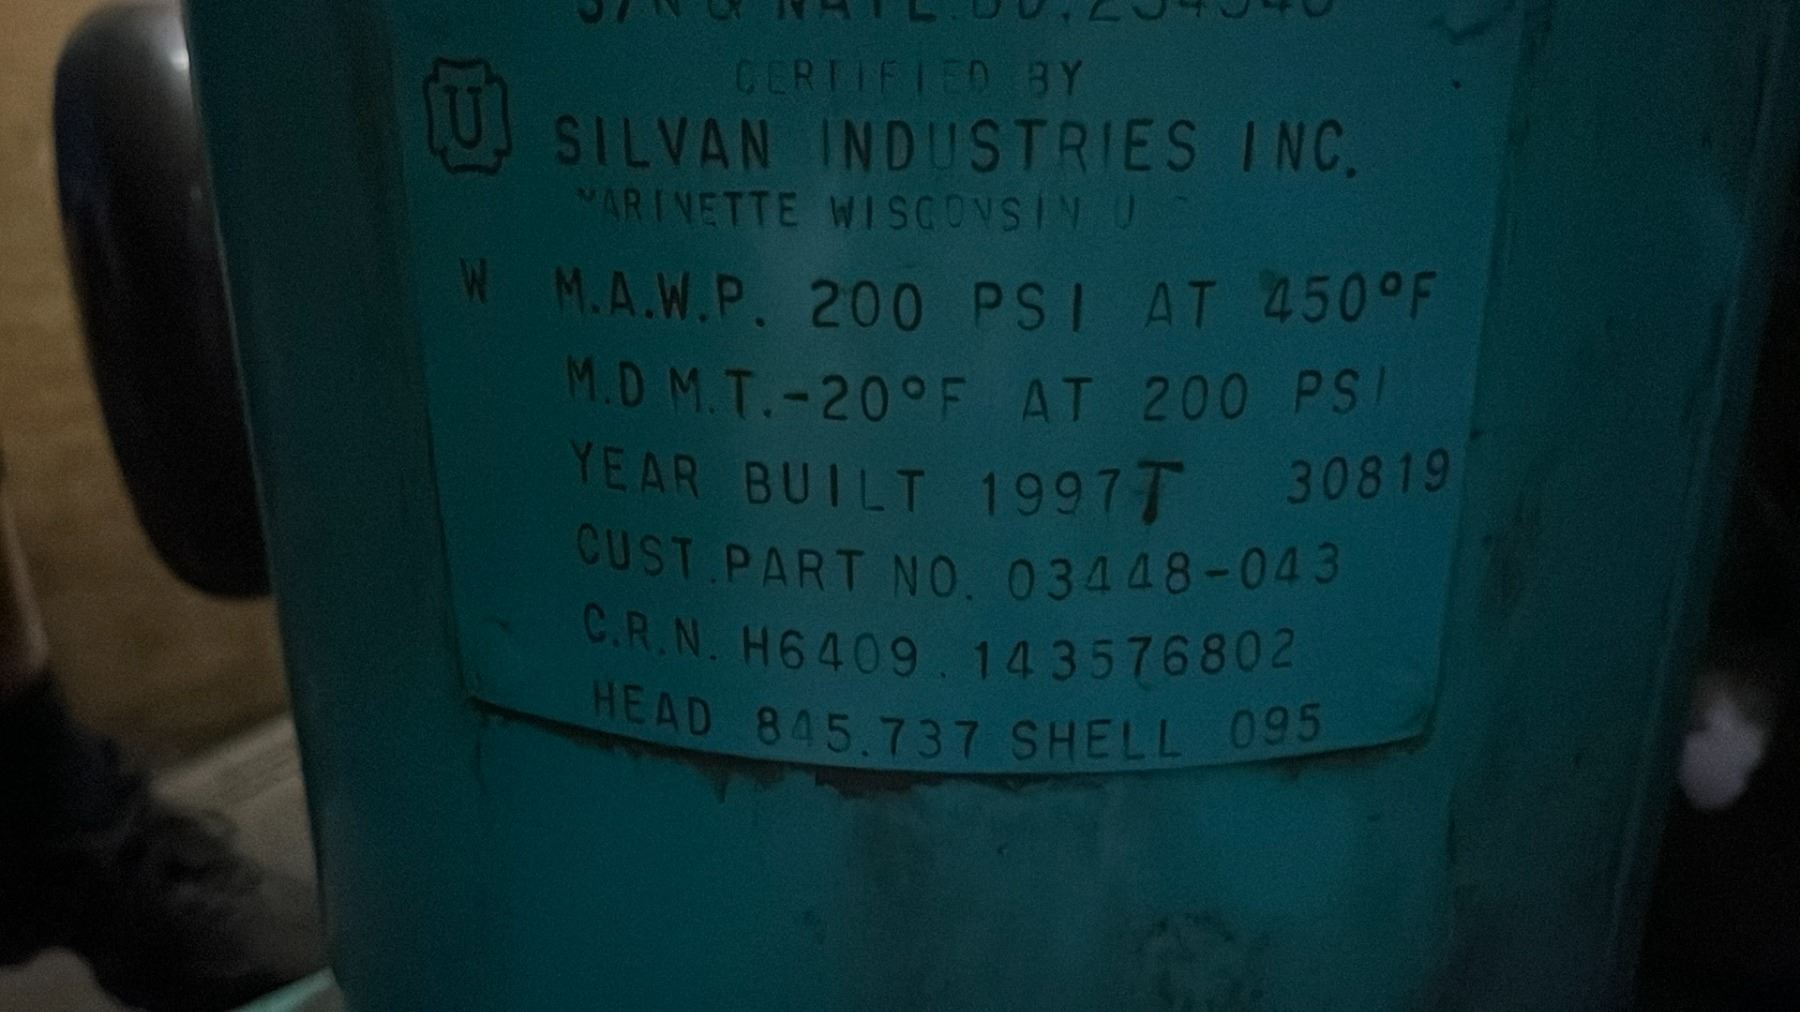 CERTIFIED BY
U
SILVAN INDUSTRIES INC.
MARINETTE WISCONSIN U
W M.A.W.P. 200 PSI AT 450°F
M.D M.T.-20°F AT 200 PSI
YEAR BUILT 1997T 30819
CUST.PART NO. 03448-043
C.R.N. H6409.143576802
HEAD 845.737 SHELL 095